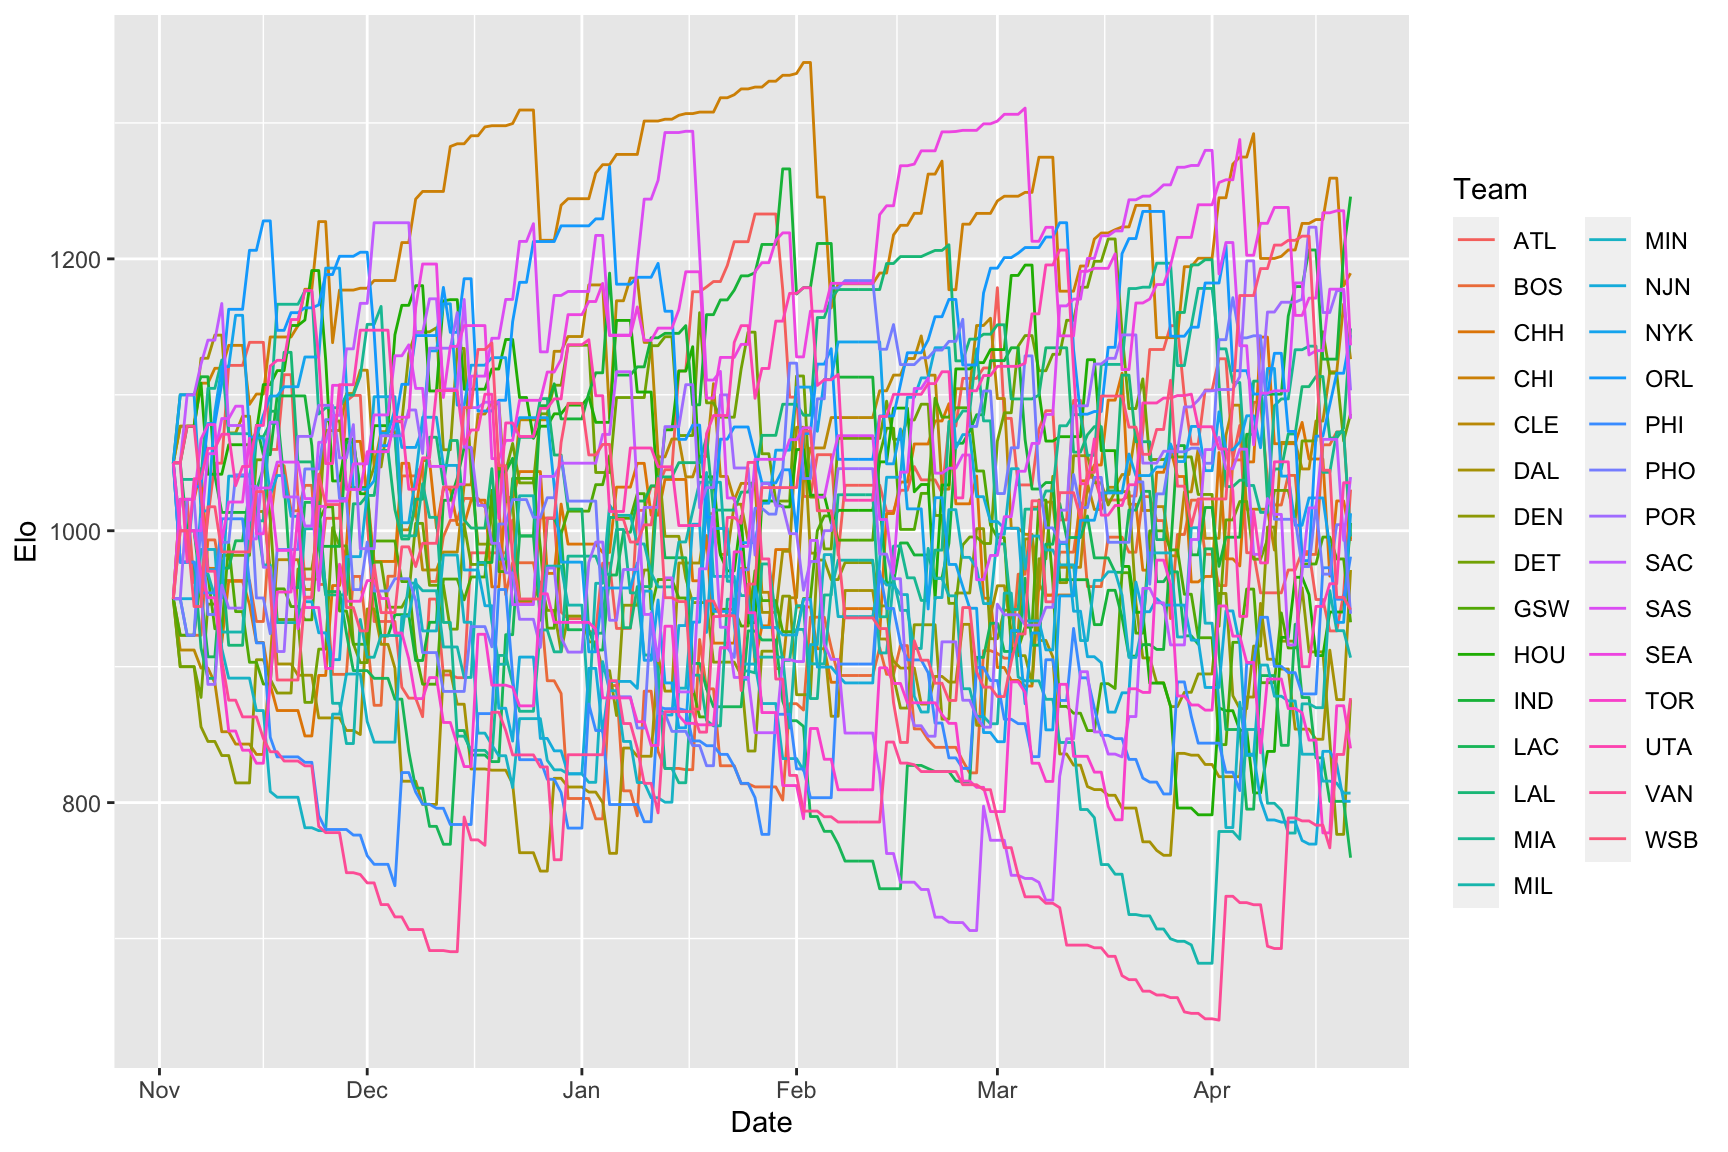 1200
1000
800
Elo
Nov
Dec
Jan
Feb
Mar
Apr
Date
Team
ATL
BOS
CHH
CHI
CLE
DAL
DEN
DET
GSW
HOU
IND
LAC
LAL
MIA
MIL
MIN
NJN
NYK
ORL
PHI
PHO
POR
SAC
SAS
SEA
TOR
UTA
VAN
WSB